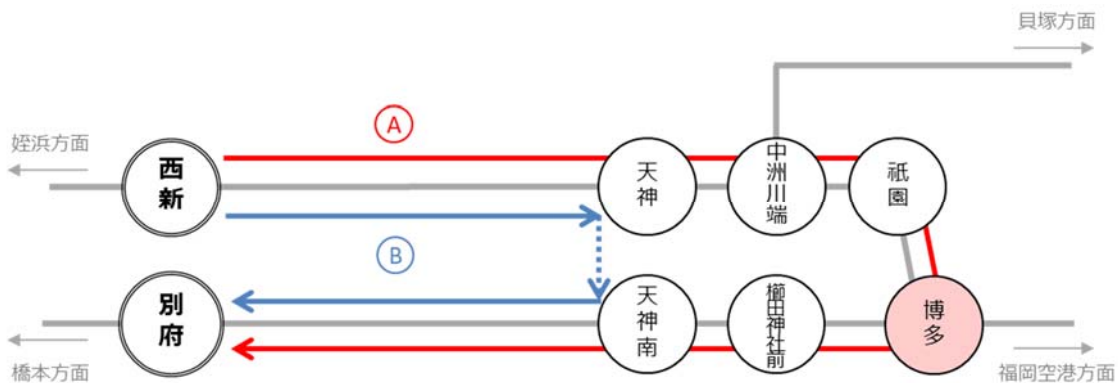 貝塚方面
姪浜方面
A
西新
天神
中洲川端
祇園
B
別府
天神南
櫛田神社前
博多
橋本方面
福岡空港方面